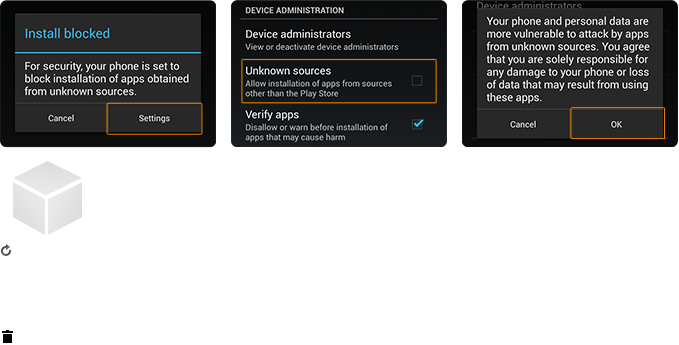 Install blocked
For security, your phone is set to
block installation of apps obtained
from unknown sources.
Cancel
Settings
DEVICE ADMINISTRATION
Device administrators
View or deactivate device administrators
Unknown sources
Allow installation of apps from sources
other than the Play Store
Verify apps
Disallow or warn before installation of
apps that may cause harm
Device administrators
Your phone and personal data are
more vulnerable to attack by apps
from unknown sources. You agree
that you are solely responsible for
any damage to your phone or loss
of data that may result from using
these apps.
Cancel
OK